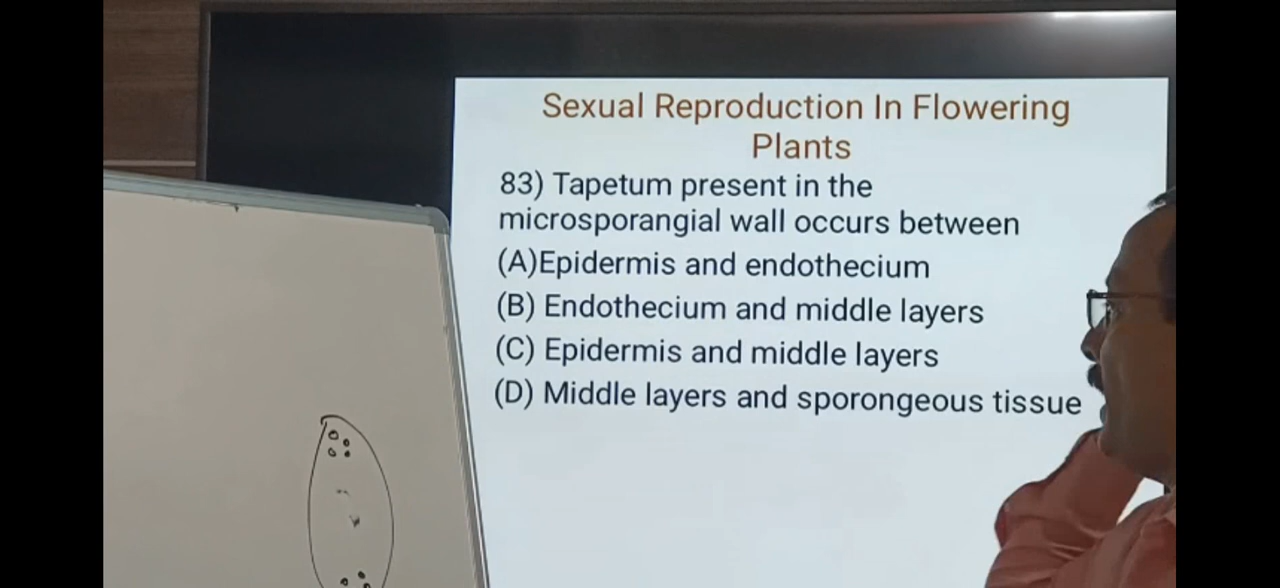 Sexual Reproduction In Flowering
Plants
83) Tapetum present in the
microsporangial wall occurs between
(A)Epidermis and endothecium
(B) Endothecium and middle layers
(C) Epidermis and middle layers
(D) Middle layers and sporongeous tissue